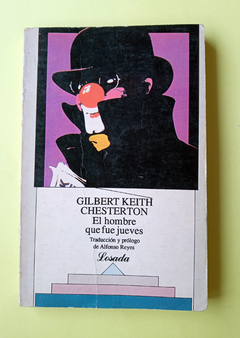 GILBERT KEITH
CHESTERTON
El hombre
que fue jueves
Traducción y prólogo
de Alfonso Reyes
Losada